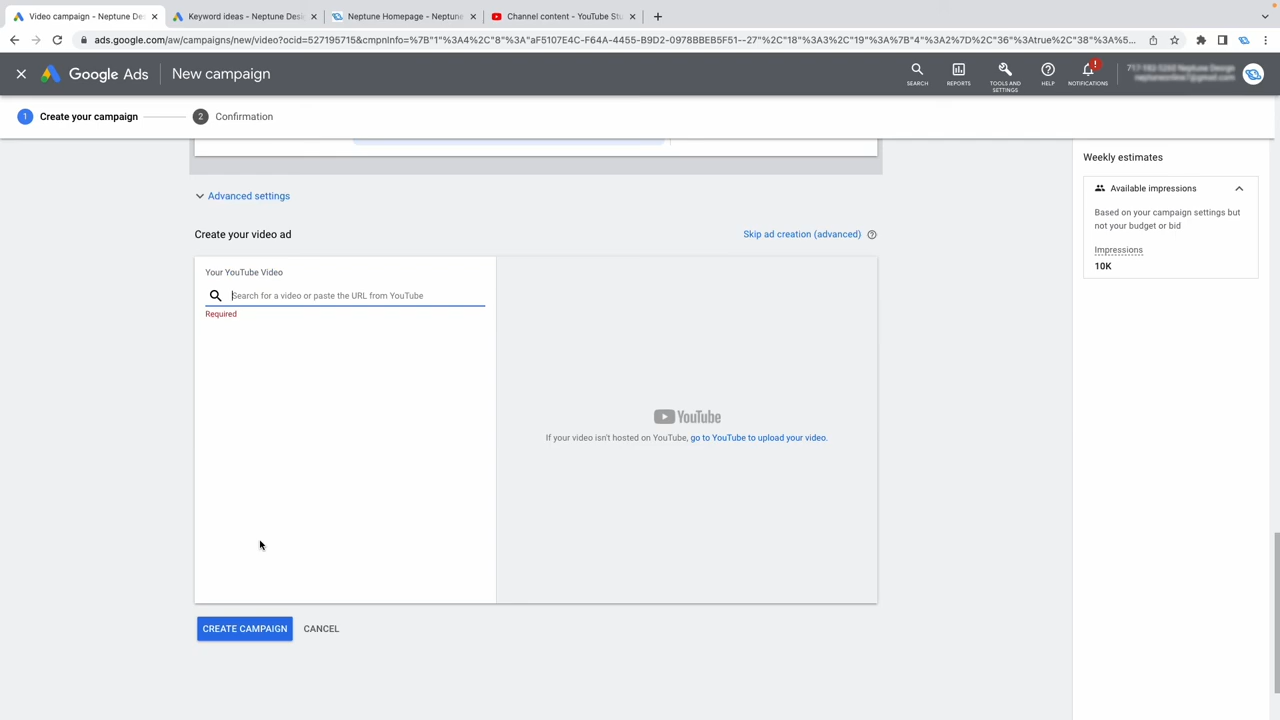 Video campaign - Neptune De
Keyword ideas - Neptune Desi
Neptune Homepage - Neptune
Channel content - YouTube Stu
ads.google.com/aw/campaigns/new/video?ocid=527195715&cmpnInfo=%7B"1"%3A4%2C"8"%3A"aF5107E4C-F64A-4455-B9D2-0978BBEB5F51--27"%2C"18"%3A3%2C"19"%3A%7B"4"%3A2%7D%2C"36"%3Atrue%2C"38"%3A%5...
Google Ads
New campaign
SEARCH
REPORTS
TOOLS AND
SETTINGS
HELP
!
NOTIFICATIONS
1 Create your campaign
2 Confirmation
Weekly estimates
Available impressions
Based on your campaign settings but
not your budget or bid
Impressions
10K
Advanced settings
Create your video ad
Skip ad creation (advanced) ?
Your YouTube Video
Search for a video or paste the URL from YouTube
Required
YouTube
If your video isn't hosted on YouTube, go to YouTube to upload your video.
CREATE CAMPAIGN
CANCEL